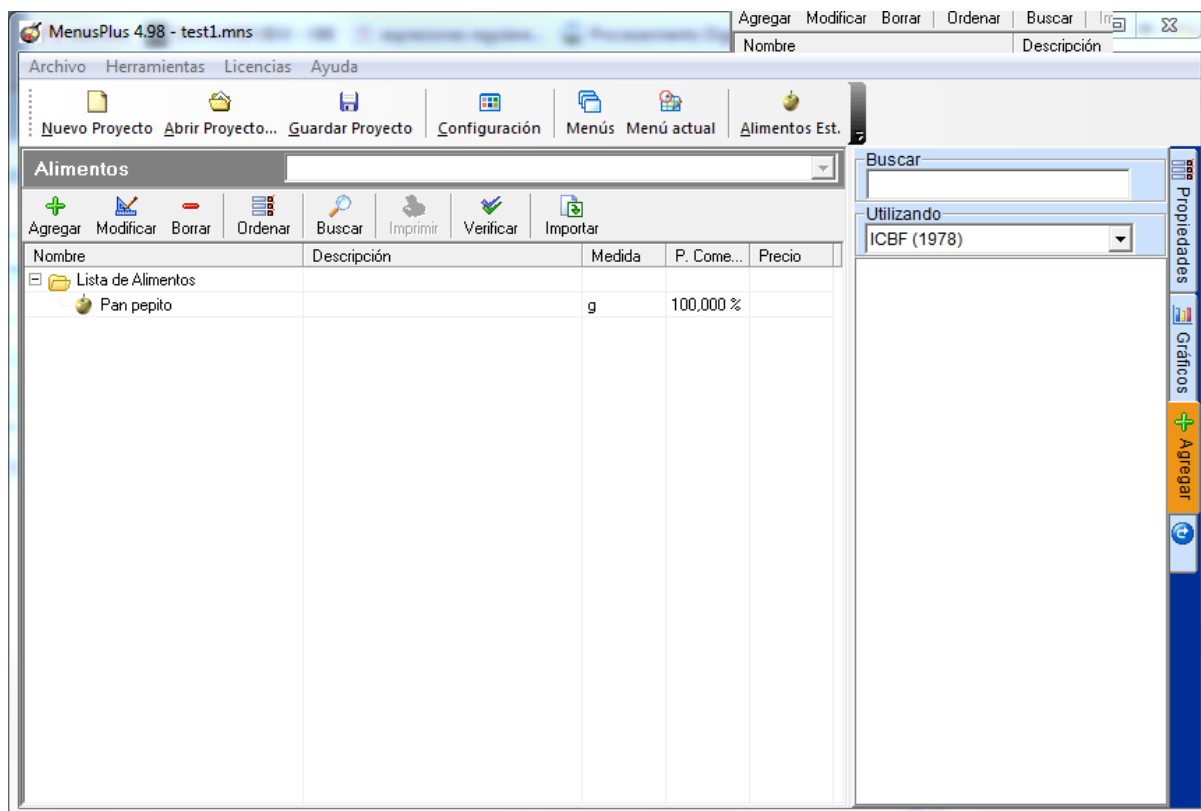 MenusPlus 4.98 - test1.mns
Agregar Modificar Borrar Ordenar Buscar
Nombre Descripción
Archivo Herramientas Licencias Ayuda
Nuevo Proyecto Abrir Proyecto... Guardar Proyecto Configuración Menús Menú actual Alimentos Est.
Alimentos
Agregar Modificar Borrar Ordenar Buscar Imprimir Verificar Importar
Nombre Descripción Medida P. Come... Precio
Lista de Alimentos
Pan pepito g 100,000 %
Buscar
Utilizando
ICBF (1978)
Propiedades
Gráficos
Agregar